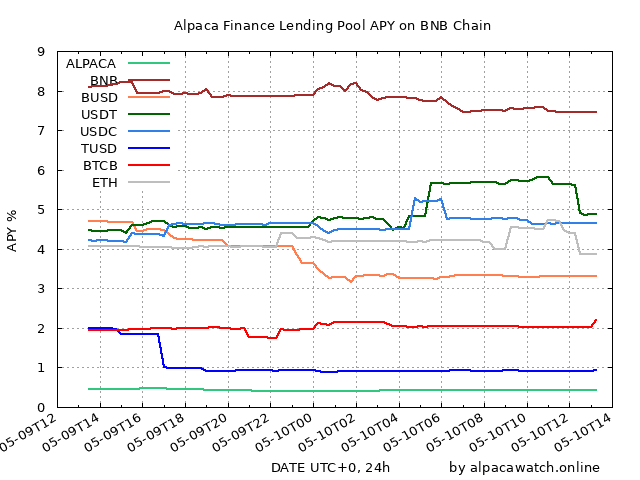 Alpaca Finance Lending Pool APY on BNB Chain
9
8
7
6
5
4
3
2
1
0
APY %
ALPACA
BNB
BUSD
USDT
USDC
TUSD
BTCB
ETH
05-09T12
05-09T14
05-09T16
05-09T18
05-09T20
05-09T22
05-10T00
05-10T02
05-10T04
05-10T06
05-10T08
05-10T10
05-10T12
05-10T14
DATE UTC+0, 24h
by alpacawatch.online